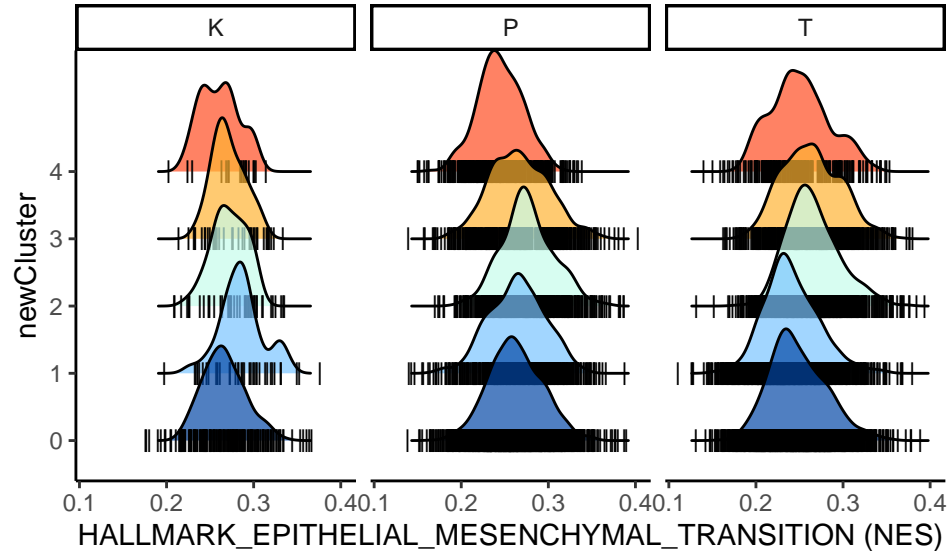 K P T
newCluster
4
3
2
1
0
0.1 0.2 0.3 0.4 0.1 0.2 0.3 0.4 0.1 0.2 0.3 0.4
HALLMARK_EPITHELIAL_MESENCHYMAL_TRANSITION (NES)